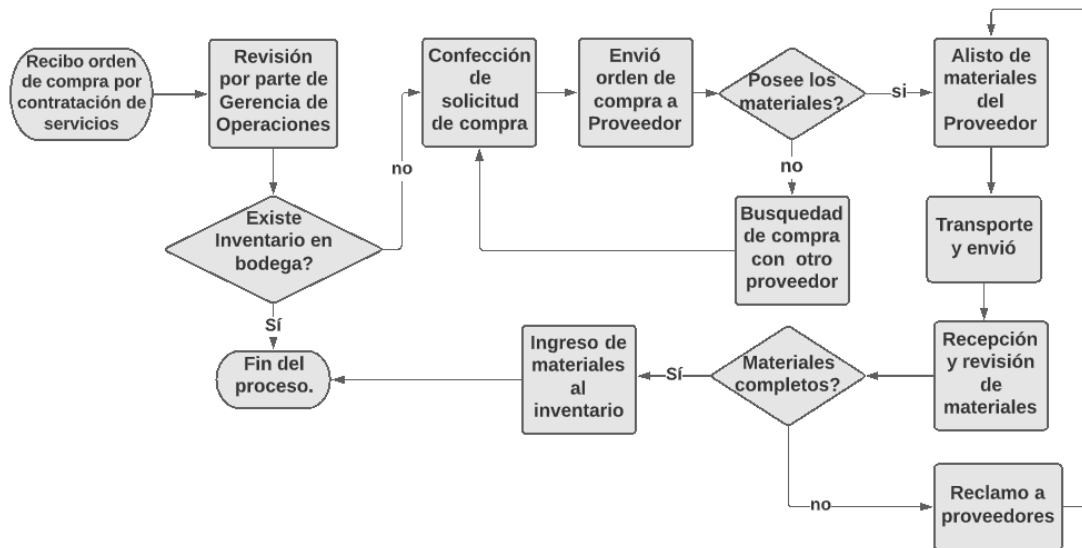 Recibo orden
de compra por
contratación de
servicios
Revisión
por parte de
Gerencia de
Operaciones
Existe
Inventario en
bodega?
no
Sí
Fin del
proceso.
Confección
de
solicitud
de compra
Envió
orden de
compra a
Proveedor
Posee los
materiales?
si
no
Busquedad
de compra
con otro
proveedor
Alisto de
materiales
del
Proveedor
Transporte
y envió
Recepción
y revisión
de
materiales
Materiales
completos?
Sí
no
Ingreso de
materiales
al
inventario
Reclamo a
proveedores